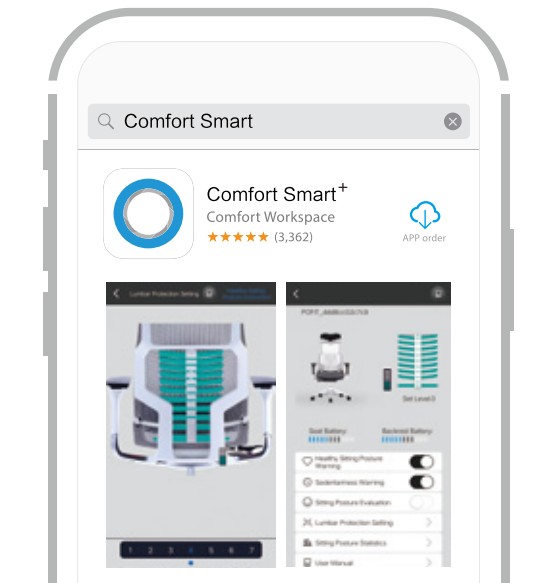 Comfort Smart
Comfort Smart+
Comfort Workspace
(3,362)
APP order
Lumbar Protection Setting
Set Level:5
Seat Battery:
Backrest Battery:
Healthy Sitting Posture
Warning
Sedentariness Warning
Sitting Posture Evaluation
Lumbar Protection Setting
Sitting Posture Statistics
User Manual
1 2 3 4 5 6 7